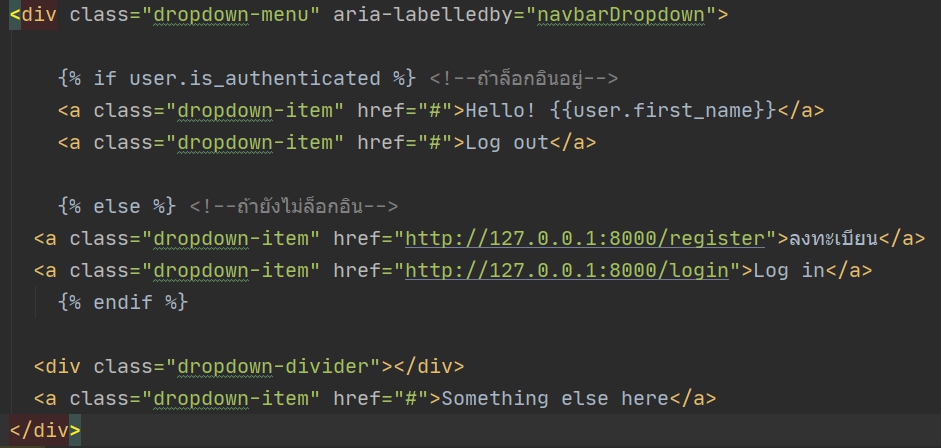 <div class="dropdown-menu" aria-labelledby="navbarDropdown">
{% if user.is_authenticated %} <!--ถ้าล็อกอินอยู่-->
<a class="dropdown-item" href="#">Hello! {{user.first_name}}</a>
<a class="dropdown-item" href="#">Log out</a>
{% else %} <!--ถ้ายังไม่ล็อกอิน-->
<a class="dropdown-item" href="http://127.0.0.1:8000/register">ลงทะเบียน</a>
<a class="dropdown-item" href="http://127.0.0.1:8000/login">Log in</a>
{% endif %}
<div class="dropdown-divider"></div>
<a class="dropdown-item" href="#">Something else here</a>
</div>